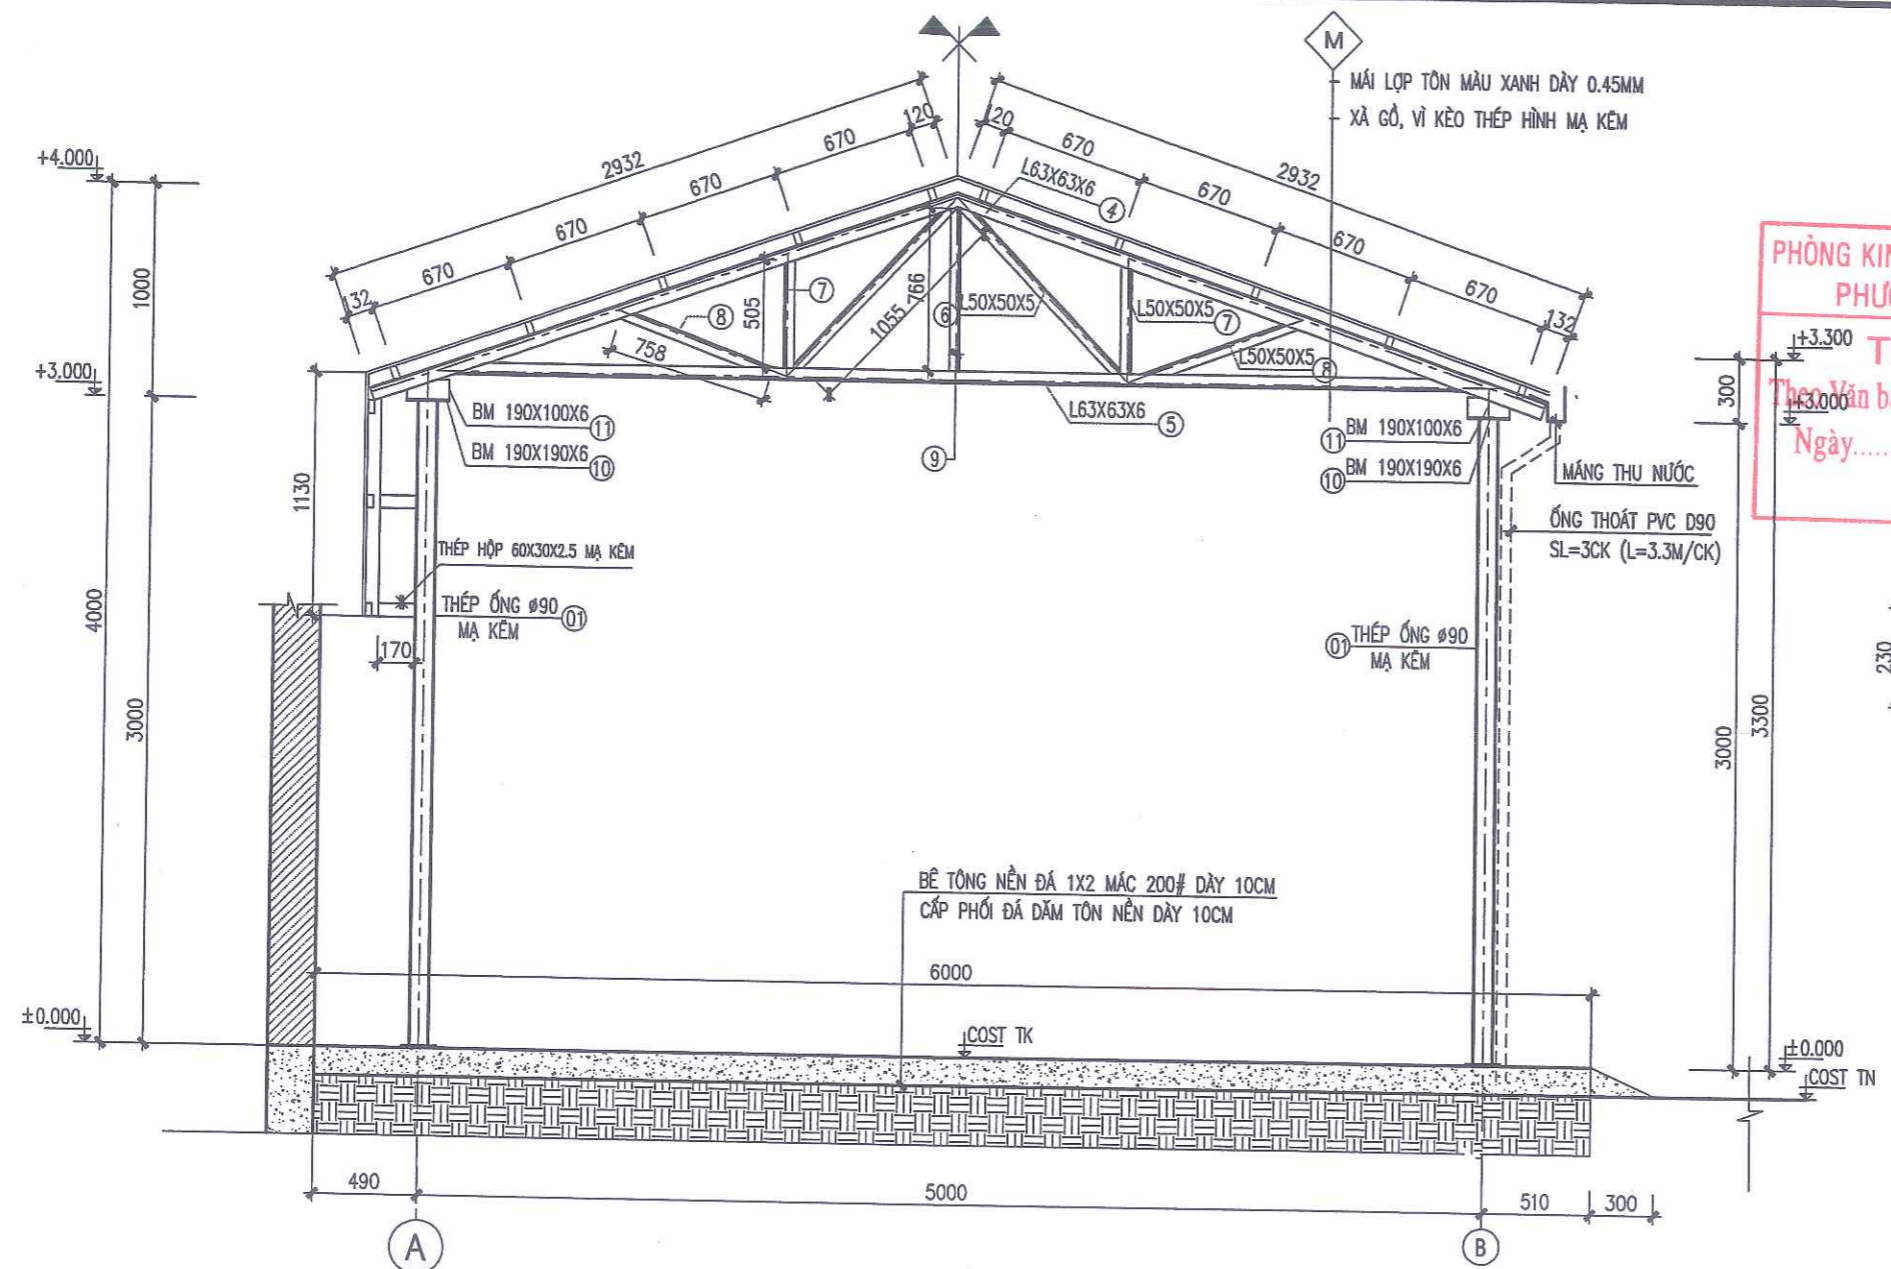 M
MÁI LỢP TÔN MÀU XANH DÀY 0.45MM
XÀ GỒ, VÌ KÈO THÉP HÌNH MẠ KẼM
+4.000
2932
120
670
670
670
670
132
120
670
670
670
670
132
2932
L63X63X6
4
1000
+3.000
1130
4000
3000
7
8
505
758
1055
766
6
L50X50X5
L50X50X5
7
L50X50X5
8
L63X63X6
5
9
BM 190X100X6
11
BM 190X190X6
10
11
BM 190X100X6
10
BM 190X190X6
PHÒNG
+3.300
Theo Văn
+3.000
Ngày......
300
MÁNG THU NƯỚC
ỐNG THOÁT PVC D90
SL=3CK (L=3.3M/CK)
THÉP HỘP 60X30X2.5 MẠ KẼM
THÉP ỐNG ø90
MẠ KẼM
01
170
01
THÉP ỐNG ø90
MẠ KẼM
230
3000
3300
BÊ TÔNG NỀN ĐÁ 1X2 MÁC 200# DÀY 10CM
CẤP PHỐI ĐÁ DĂM TÔN NỀN DÀY 10CM
6000
±0.000
COST TK
±0.000
COST TN
490
5000
510
300
A
B